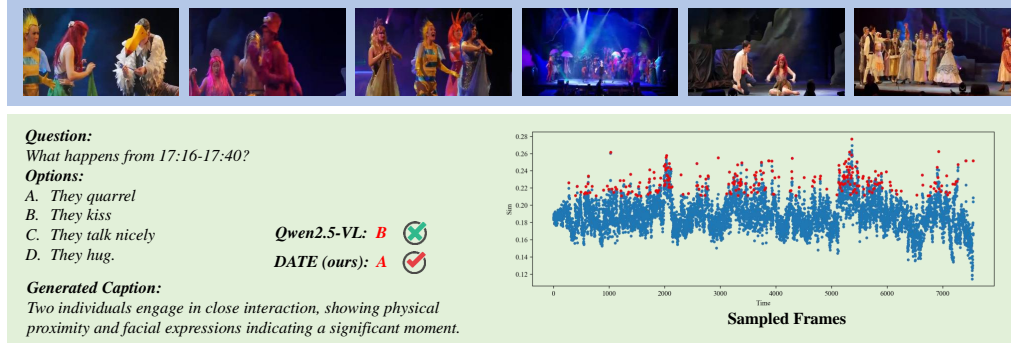 Question:
What happens from 17:16-17:40?
Options:
A. They quarrel
B. They kiss
C. They talk nicely
D. They hug.
Qwen2.5-VL: B
DATE (ours): A
Generated Caption:
Two individuals engage in close interaction, showing physical
proximity and facial expressions indicating a significant moment.
0.28
0.26
0.24
0.22
0.20
0.18
0.16
0.14
0.12
Sim
0 1000 2000 3000 4000 5000 6000 7000
Time
Sampled Frames